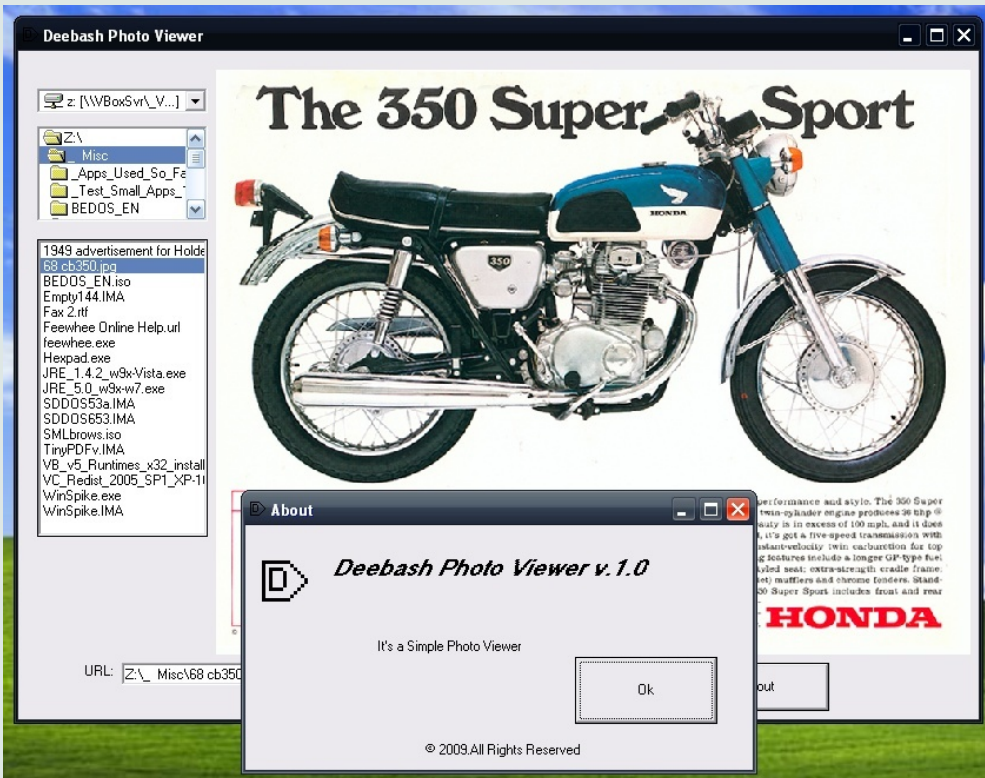 Deebash Photo Viewer
z: [\\VBoxSvr\_V...]
Z:\
_ Misc
_Apps_Used_So_Fa
_Test_Small_Apps_
BEDOS_EN
1949 advertisement for Holde
68 cb350.jpg
BEDOS_EN.iso
Empty144.IMA
Fax 2.rtf
Feewhee Online Help.url
feewhee.exe
Hexpad.exe
JRE_1.4.2_w9x-Vista.exe
JRE_5.0_w9x-w7.exe
SDDOS53a.IMA
SDDOS653.IMA
SMLbrows.iso
TinyPDFv.IMA
VB_v5_Runtimes_x32_install
VC_Redist_2005_SP1_XP-1
WinSpike.exe
WinSpike.IMA
The 350 Super Sport
HONDA
350
performance and style. The 350 Super
twin-cylinder engine produces 36 bhp @
auty is in excess of 100 mph, and it does
, it's got a five-speed transmission with
nstant-velocity twin carburetion for top
g features include a longer GP-type fuel
tyled seat; extra-strength cradle frame;
et) mufflers and chrome fenders. Stand-
50 Super Sport includes front and rear
HONDA
URL: Z:\_ Misc\68 cb350
out
D About
D Deebash Photo Viewer v.1.0
It's a Simple Photo Viewer
Ok
© 2009.All Rights Reserved